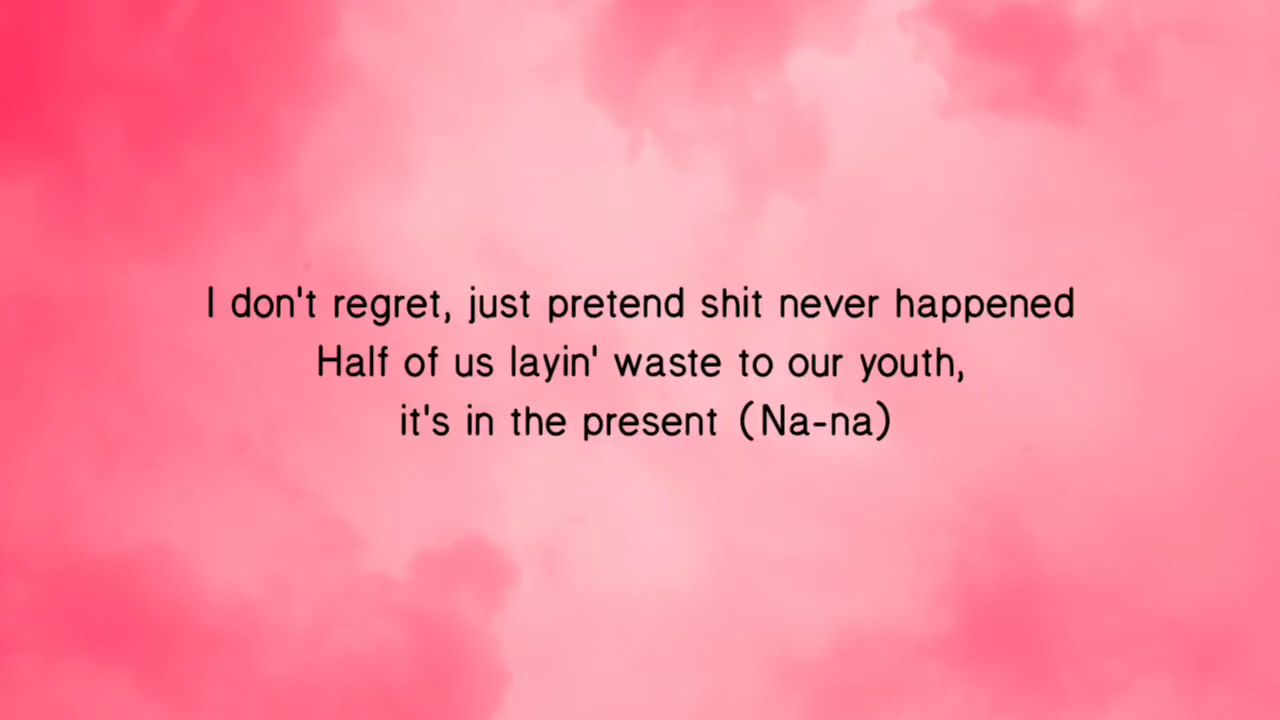 I don't regret, just pretend shit never happened
Half of us layin' waste to our youth,
it's in the present (Na-na)